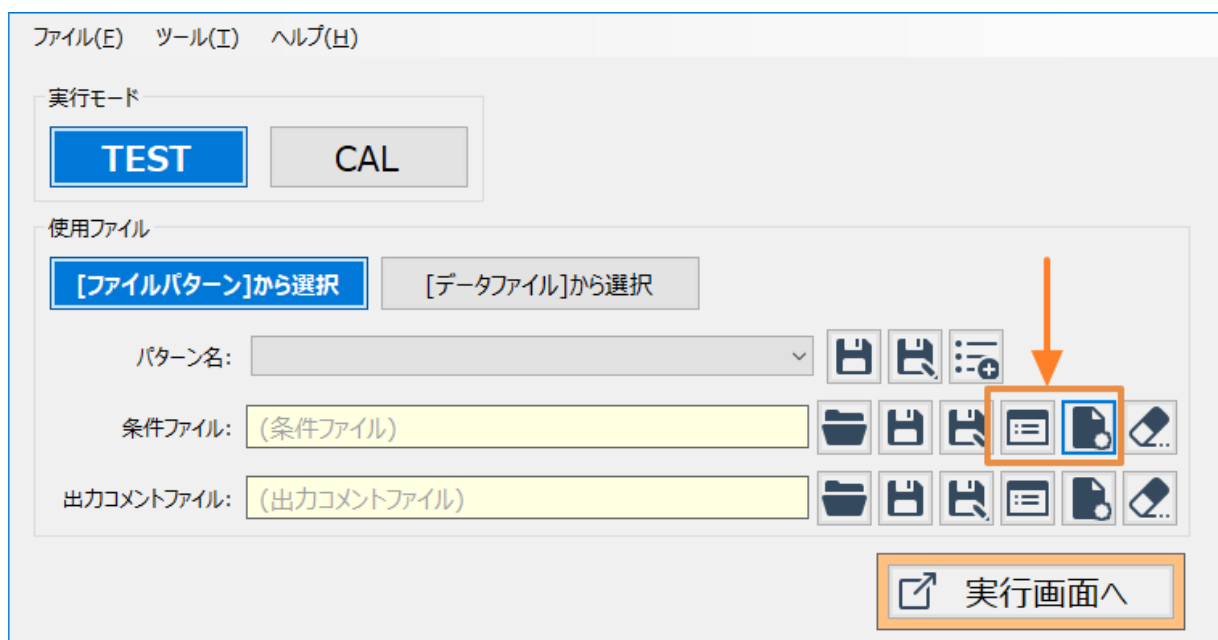 ファイル(F) ツール(T) ヘルプ(H)
実行モード
TEST CAL
使用ファイル
[ファイルパターン]から選択 [データファイル]から選択
パターン名:
条件ファイル: (条件ファイル)
出力コメントファイル: (出力コメントファイル)
実行画面へ